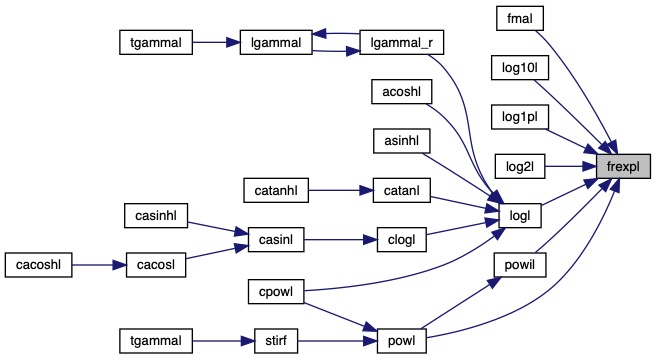 fmal
tgammal
lgammal
lgammal_r
log10l
acoshl
log1pl
asinhl
log2l
frexpl
catanhl
catanl
casinhl
logl
casinl
clogl
cacoshl
cacosl
powil
cpowl
tgammal
stirf
powl